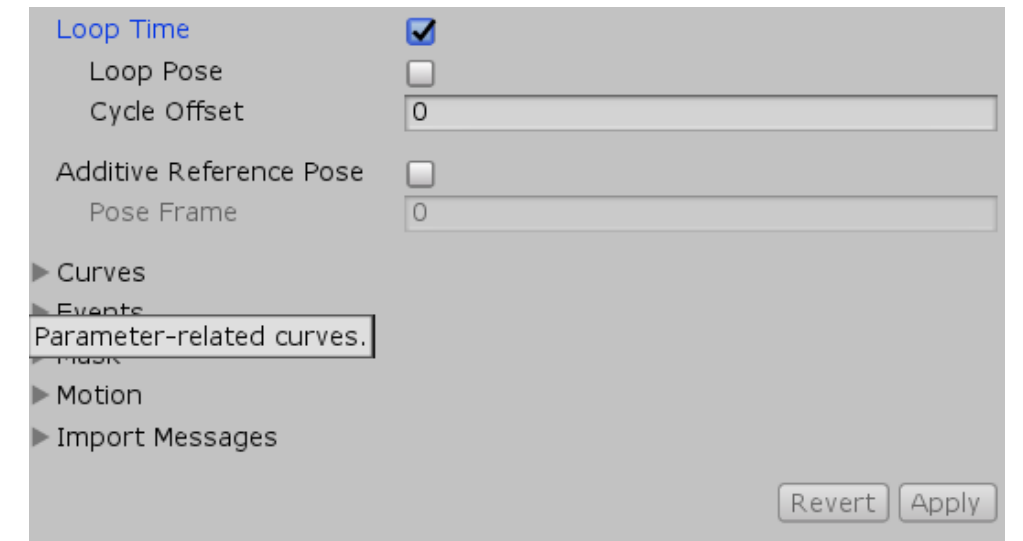 Loop Time
Loop Pose
Cycle Offset 0
Additive Reference Pose
Pose Frame 0
Curves
Events
Parameter-related curves.
Mask
Motion
Import Messages
Revert Apply